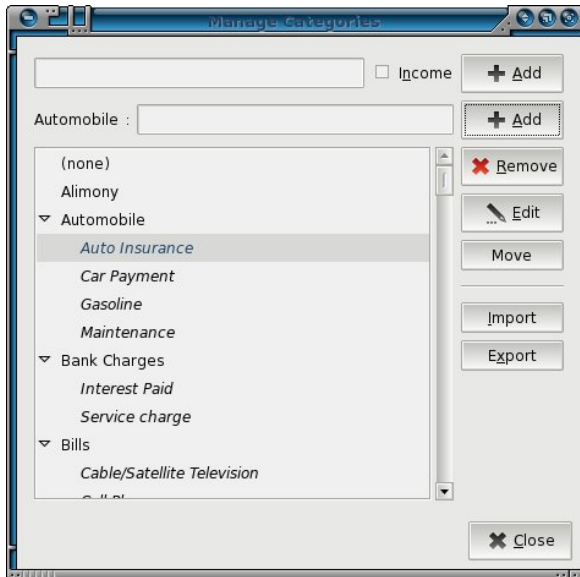 Manage Categories
Income
Add
Automobile :
Add
(none)
Alimony
Automobile
Auto Insurance
Car Payment
Gasoline
Maintenance
Bank Charges
Interest Paid
Service charge
Bills
Cable/Satellite Television
Remove
Edit
Move
Import
Export
Close